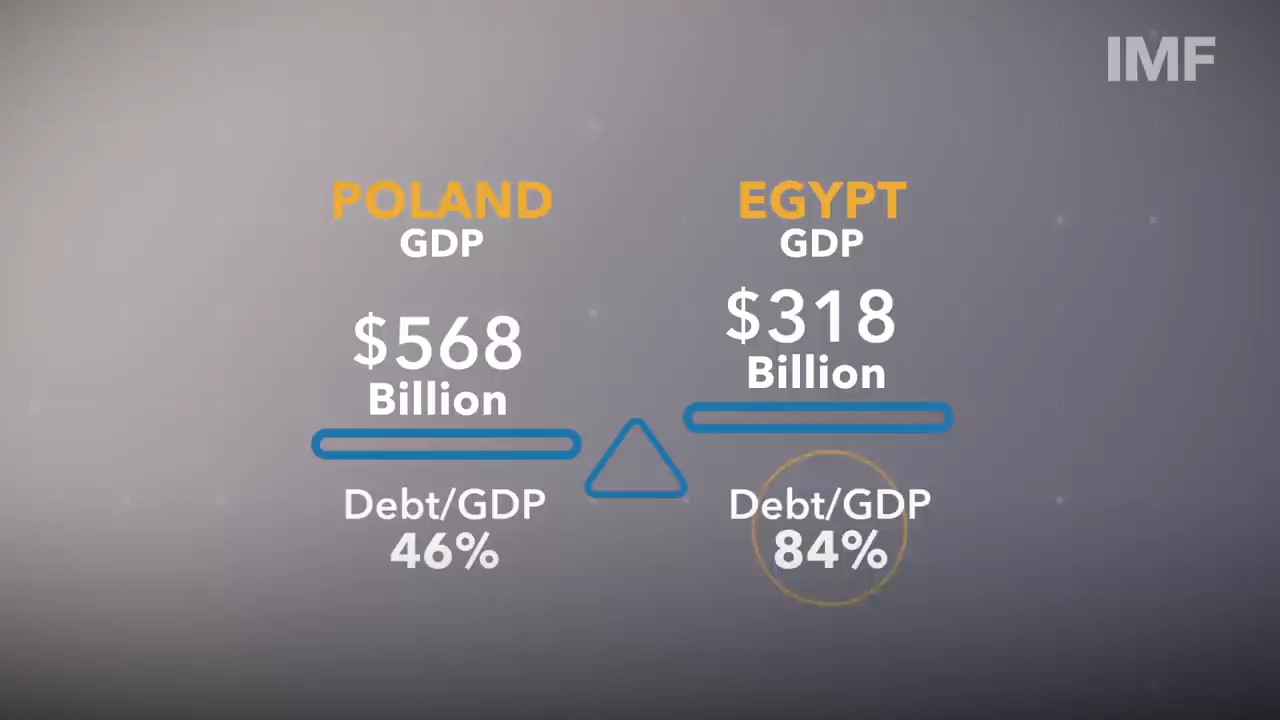 IMF
POLAND
GDP
$568
Billion
Debt/GDP
46%
EGYPT
GDP
$318
Billion
Debt/GDP
84%